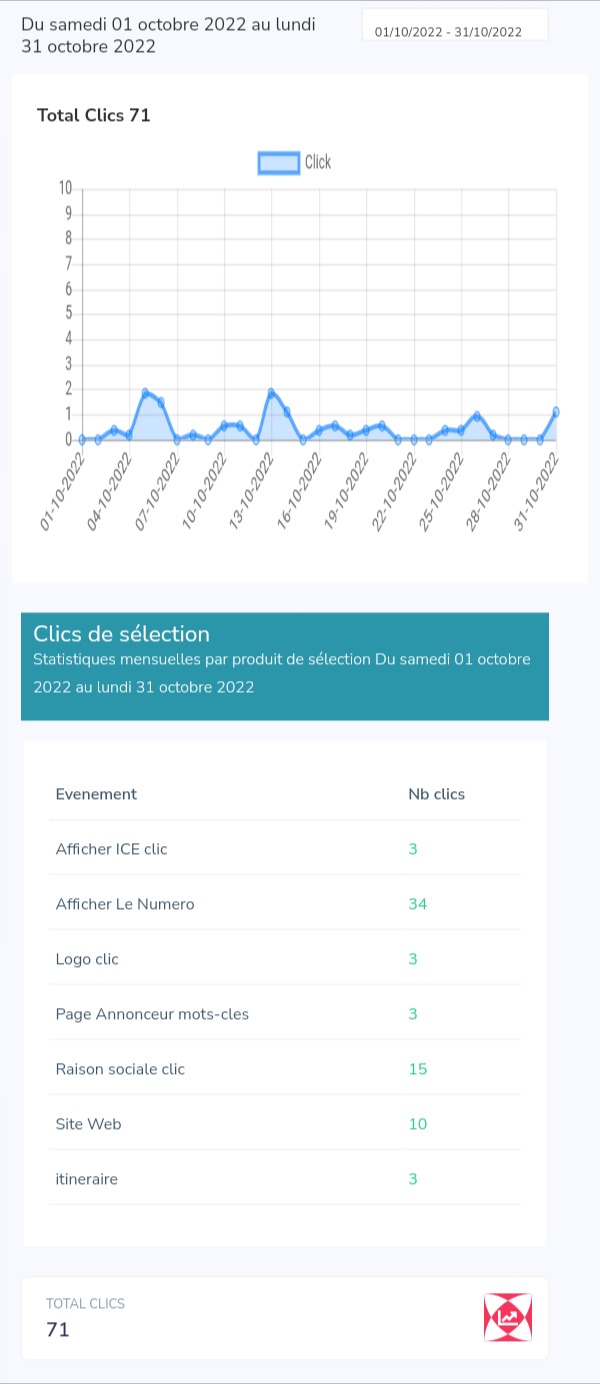 Du samedi 01 octobre 2022 au lundi
31 octobre 2022
01/10/2022 - 31/10/2022
Total Clics 71
Click
10
9
8
7
6
5
4
3
2
1
0
01-10-2022
04-10-2022
07-10-2022
10-10-2022
13-10-2022
16-10-2022
19-10-2022
22-10-2022
25-10-2022
28-10-2022
31-10-2022
Clics de sélection
Statistiques mensuelles par produit de sélection Du samedi 01 octobre
2022 au lundi 31 octobre 2022
Evenement Nb clics
Afficher ICE clic 3
Afficher Le Numero 34
Logo clic 3
Page Annonceur mots-cles 3
Raison sociale clic 15
Site Web 10
itineraire 3
TOTAL CLICS
71